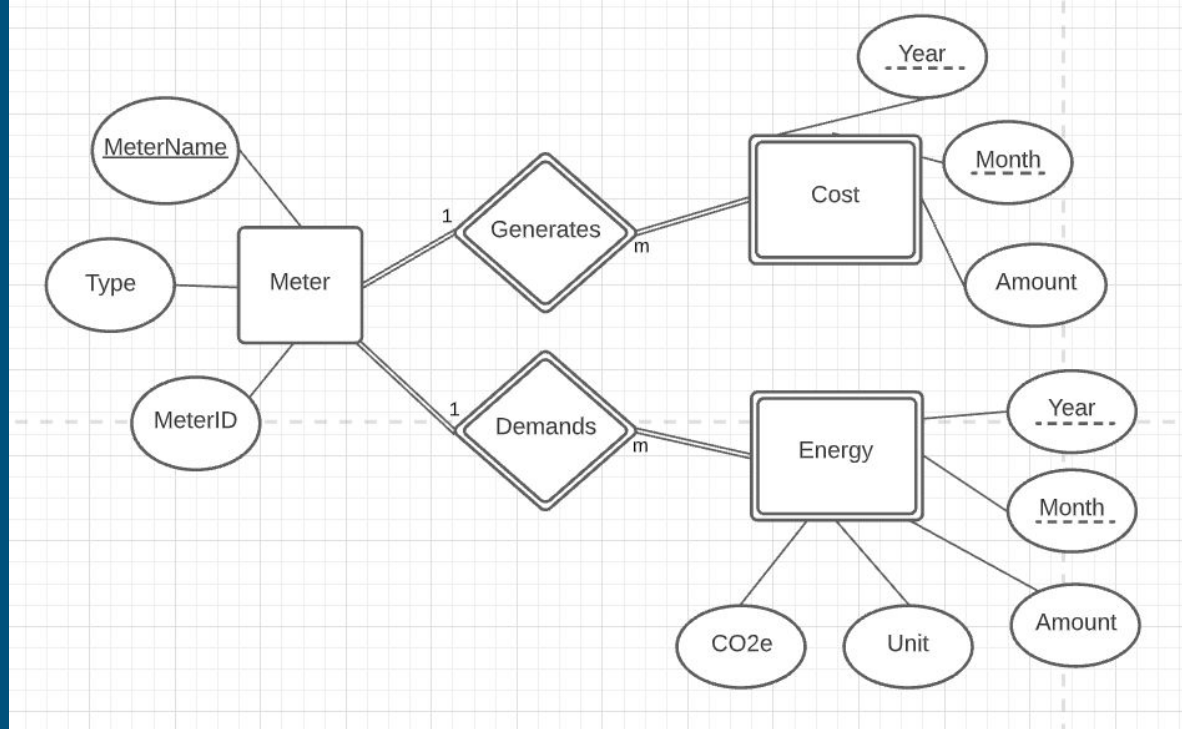 Year
MeterName
Month
Cost
1
Generates
m
Type
Meter
Amount
1
MeterID
Demands
m
Energy
Year
Month
Amount
CO2e
Unit